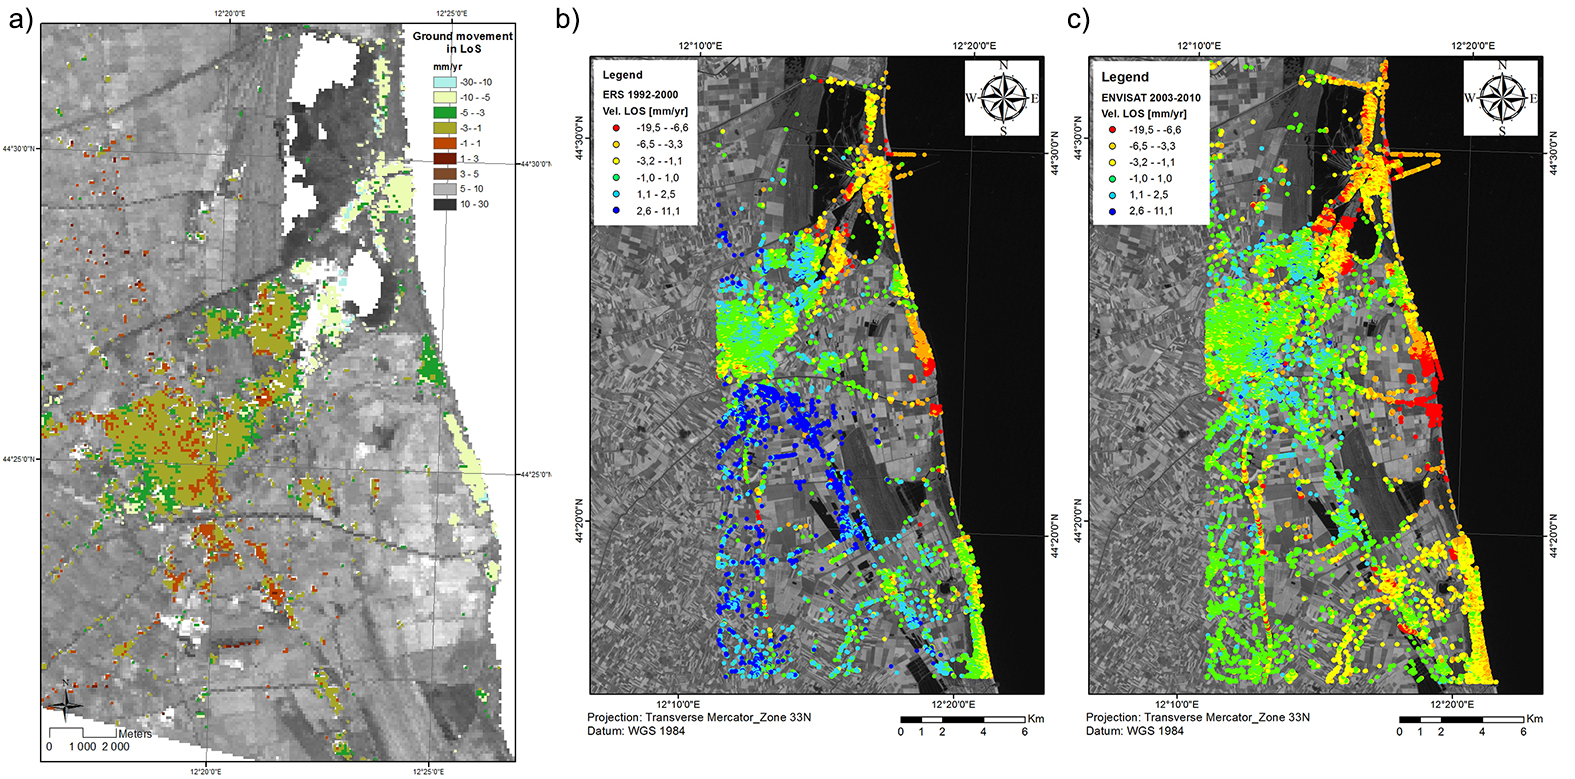 a)
12°20'0"E
12°25'0"E
Ground movement
in LoS
mm/yr
-30- -10
-10 - -5
-5 - -3
-3- -1
-1 - 1
1 - 3
3 - 5
5 - 10
10 - 30
44°30'0"N
44°30'0"N
44°25'0"N
44°25'0"N
N
Meters
0 1 000 2 000
12°20'0"E
12°25'0"E
b)
12°10'0"E
12°20'0"E
Legend
ERS 1992-2000
Vel. LOS [mm/yr]
-19,5 - -6,6
-6,5 - -3,3
-3,2 - -1,1
-1,0 - 1,0
1,1 - 2,5
2,6 - 11,1
N
W
E
S
44°30'0"N
44°30'0"N
44°20'0"N
44°20'0"N
12°10'0"E
12°20'0"E
Projection: Transverse Mercator_Zone 33N
Datum: WGS 1984
Km
0 1 2 4 6
c)
12°10'0"E
12°20'0"E
Legend
ENVISAT 2003-2010
Vel. LOS [mm/yr]
-19,5 - -6,6
-6,5 - -3,3
-3,2 - -1,1
-1,0 - 1,0
1,1 - 2,5
2,6 - 11,1
N
W
E
S
44°30'0"N
44°30'0"N
44°20'0"N
44°20'0"N
12°10'0"E
12°20'0"E
Projection: Transverse Mercator_Zone 33N
Datum: WGS 1984
Km
0 1 2 4 6